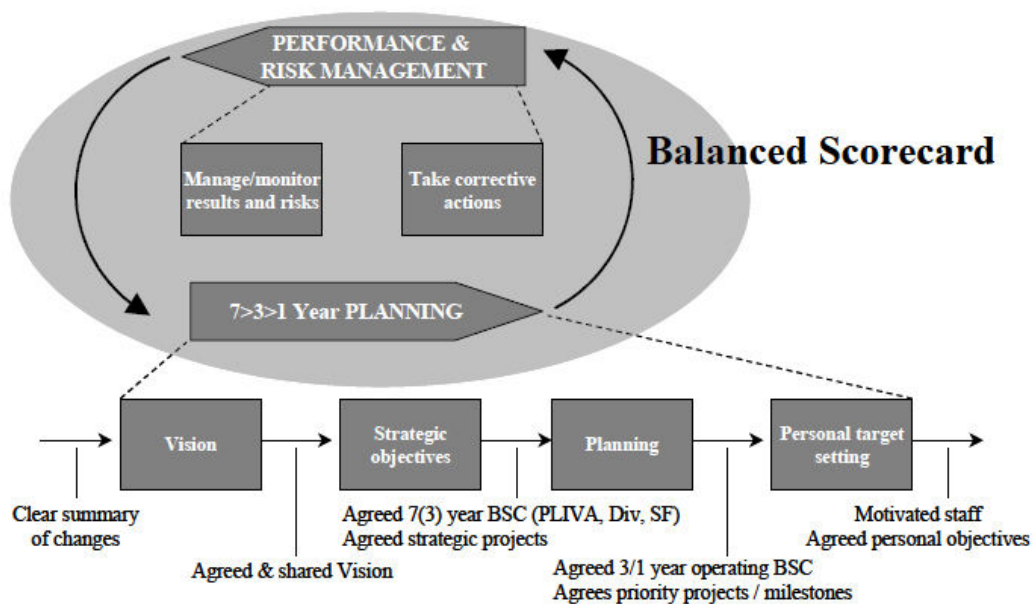 PERFORMANCE &
RISK MANAGEMENT
Balanced Scorecard
Manage/monitor
results and risks
Take corrective
actions
7>3>1 Year PLANNING
Vision
Strategic
objectives
Planning
Personal target
setting
Clear summary
of changes
Agreed & shared Vision
Agreed 7(3) year BSC (PLIVA, Div, SF)
Agreed strategic projects
Agreed 3/1 year operating BSC
Agrees priority projects / milestones
Motivated staff
Agreed personal objectives